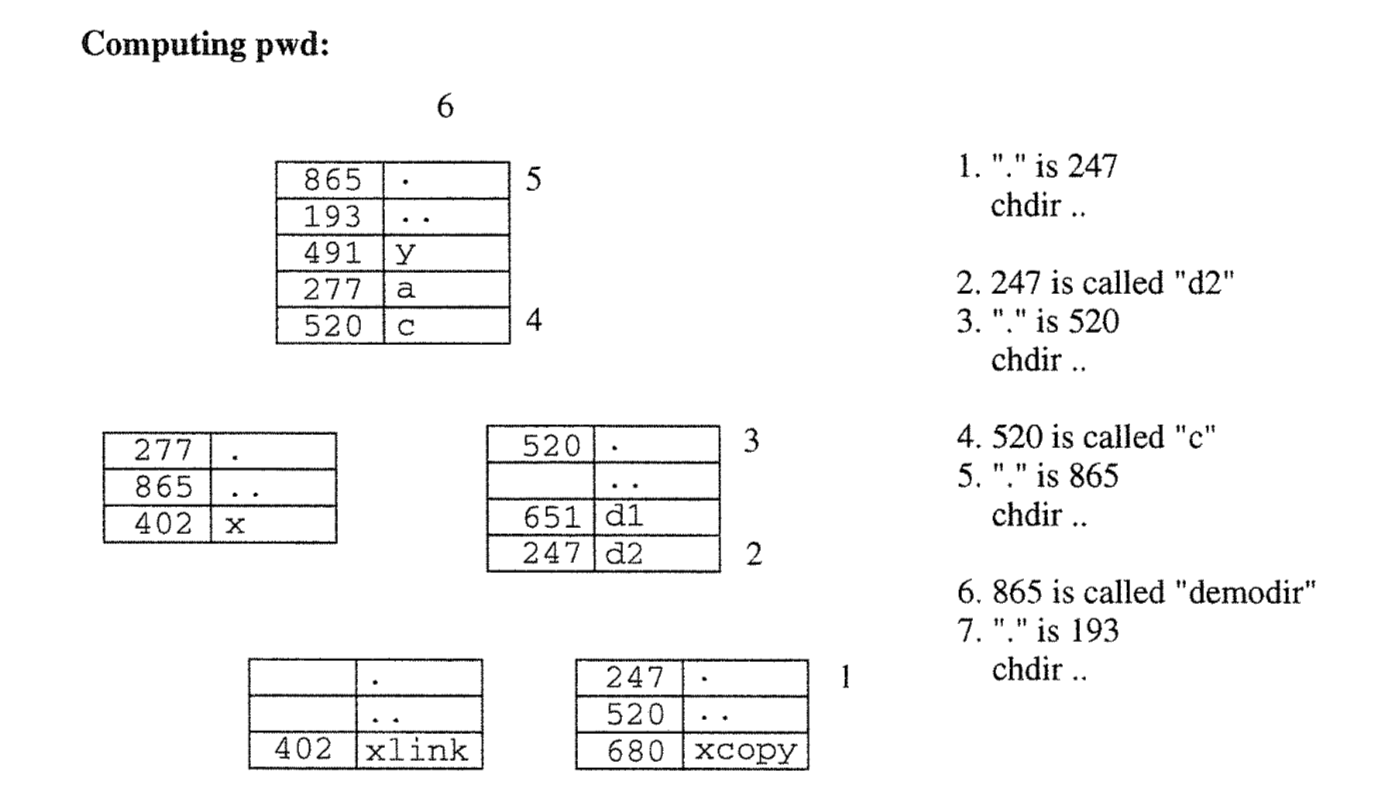 Computing pwd:
6
865 . 5
193 ..
491 y
277 a
520 c 4
277 .
865 ..
402 x
520 . 3
..
651 d1
247 d2 2
.
..
402 xlink
247 . 1
520 ..
680 xcopy
1. "." is 247
chdir ..
2. 247 is called "d2"
3. "." is 520
chdir ..
4. 520 is called "c"
5. "." is 865
chdir ..
6. 865 is called "demodir"
7. "." is 193
chdir ..